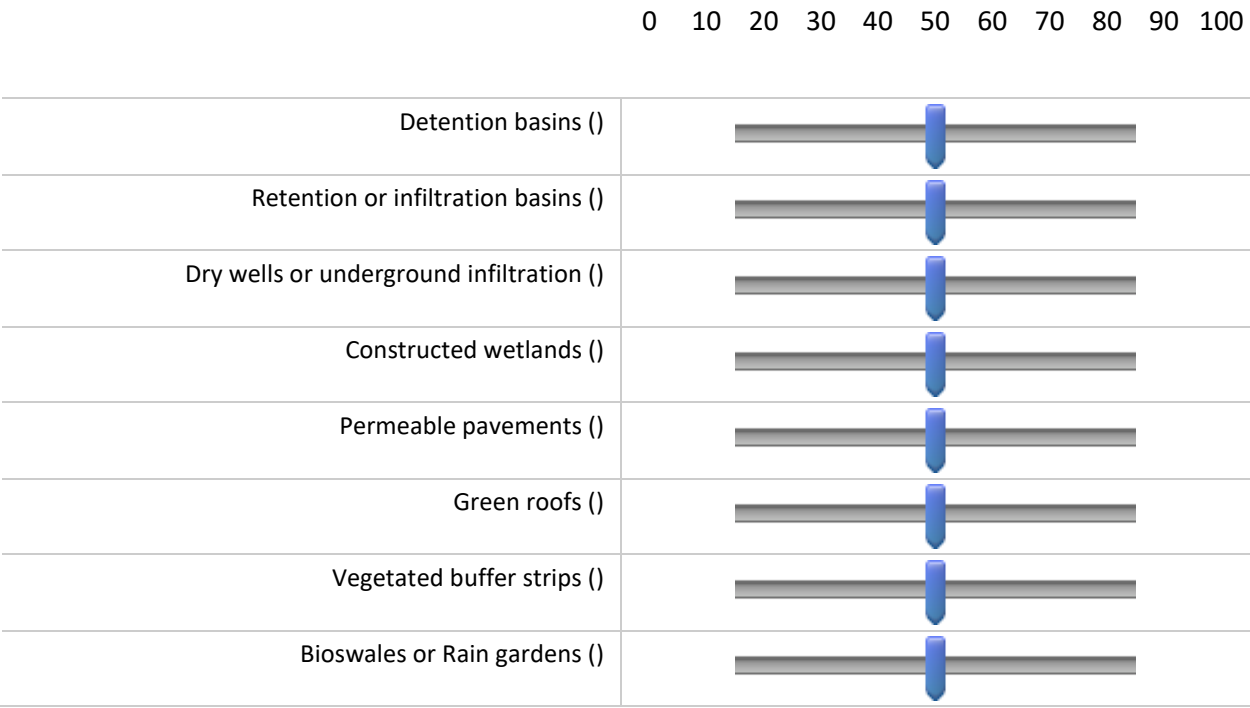 0 10 20 30 40 50 60 70 80 90 100
Detention basins ()
Retention or infiltration basins ()
Dry wells or underground infiltration ()
Constructed wetlands ()
Permeable pavements ()
Green roofs ()
Vegetated buffer strips ()
Bioswales or Rain gardens ()